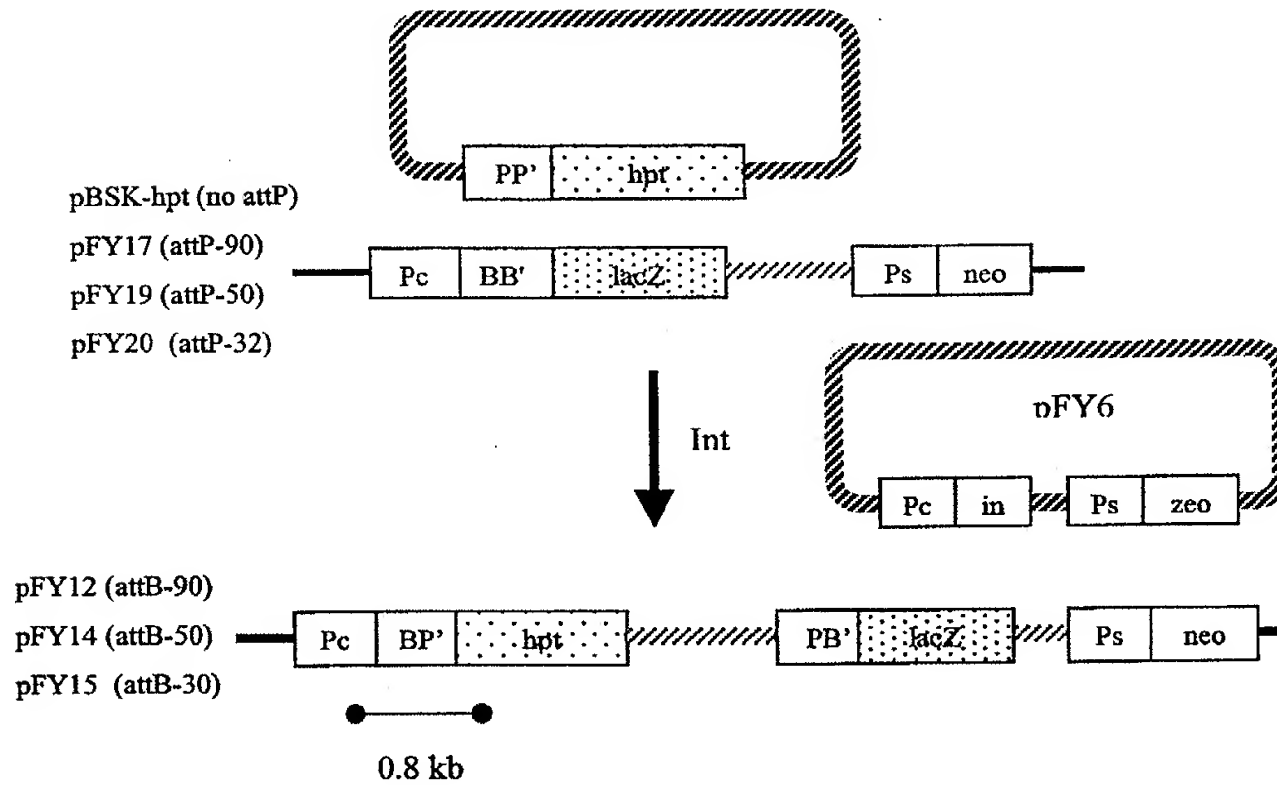 PP' hpt
pBSK-hpt (no attP)
pFY17 (attP-90)
pFY19 (attP-50)
pFY20 (attP-32)
Pc BB' lacZ Ps neo
Int
pFY6
Pc in Ps zeo
pFY12 (attB-90)
pFY14 (attB-50)
pFY15 (attB-30)
Pc BP' hpt PB' lacZ Ps neo
0.8 kb